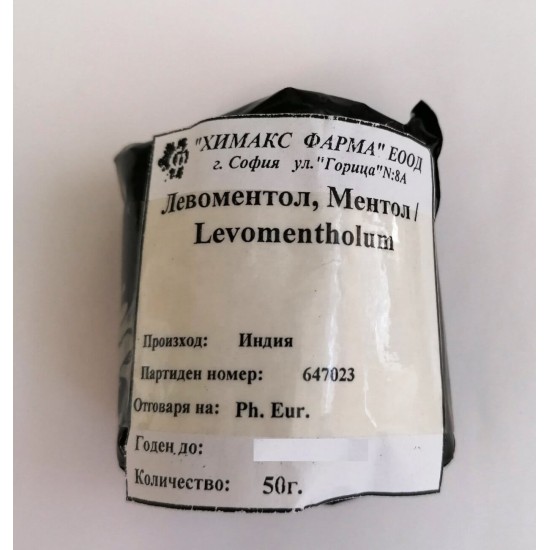 "ХИМАКС ФАРМА" ЕООД
г. София ул."Горица"N:8А
Левоментол, Ментол /
Levomentholum
Произход: Индия
Партиден номер: 647023
Отговаря на: Ph. Eur.
Годен до:
Количество: 50г.